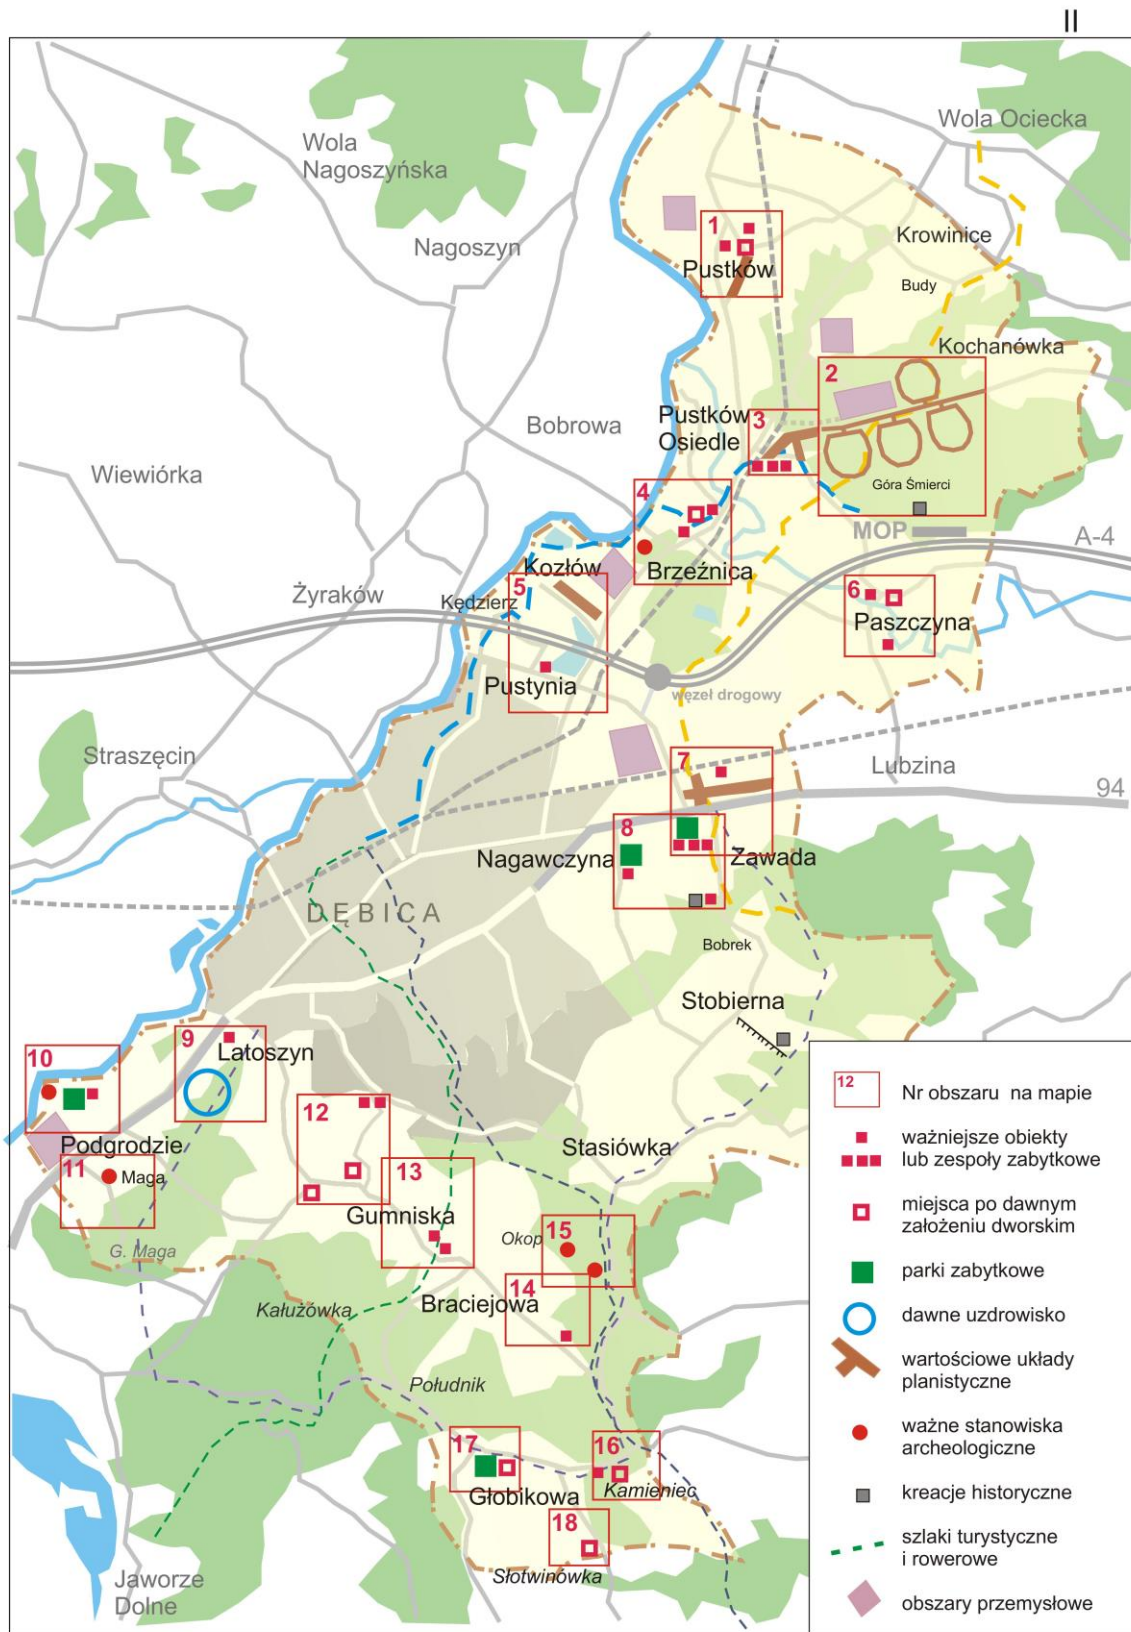 II
Wola Ociecka
Wola
Nagoszyńska
Nagoszyn
1
Pustków
Krowinice
Budy
Kochanówka
2
3
Pustków
Osiedle
Bobrowa
Wiewiórka
Góra Śmierci
4
MOP
A-4
Brzeźnica
Kozłów
5
Kędzierz
Żyraków
6
Paszczyna
Pustynia
węzeł drogowy
Straszęcin
7
Lubzina
94
8
Nagawczyna
Zawada
DĘBICA
Bobrek
Stobierna
9
Latoszyn
10
Podgrodzie
11
Maga
G. Maga
12
13
Gumniska
Stasiówka
15
Okop
14
Braciejowa
Kałużówka
Południk
17
Głobikowa
16
Kamieniec
18
Słotwinówka
Jaworze
Dolne
12
Nr obszaru na mapie
ważniejsze obiekty
lub zespoły zabytkowe
miejsca po dawnym
założeniu dworskim
parki zabytkowe
dawne uzdrowisko
wartościowe układy
planistyczne
ważne stanowiska
archeologiczne
kreacje historyczne
szlaki turystyczne
i rowerowe
obszary przemysłowe